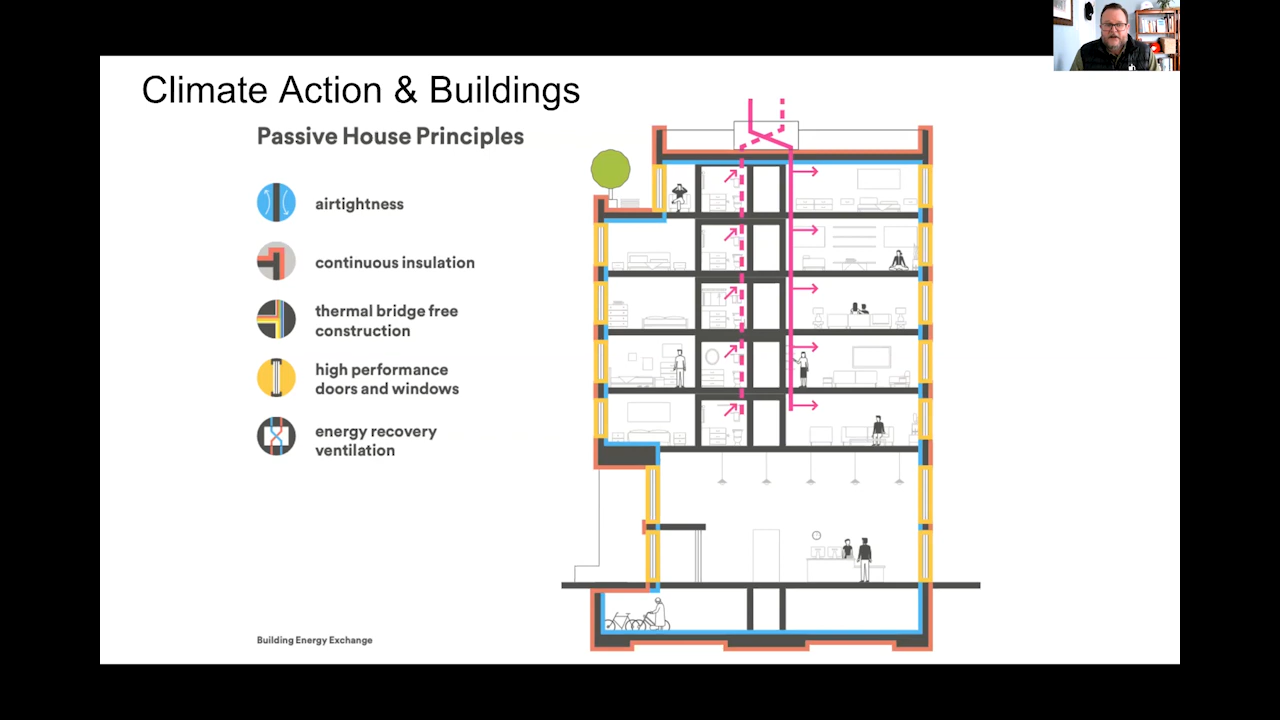 Climate Action & Buildings
Passive House Principles
airtightness
continuous insulation
thermal bridge free
construction
high performance
doors and windows
energy recovery
ventilation
Building Energy Exchange